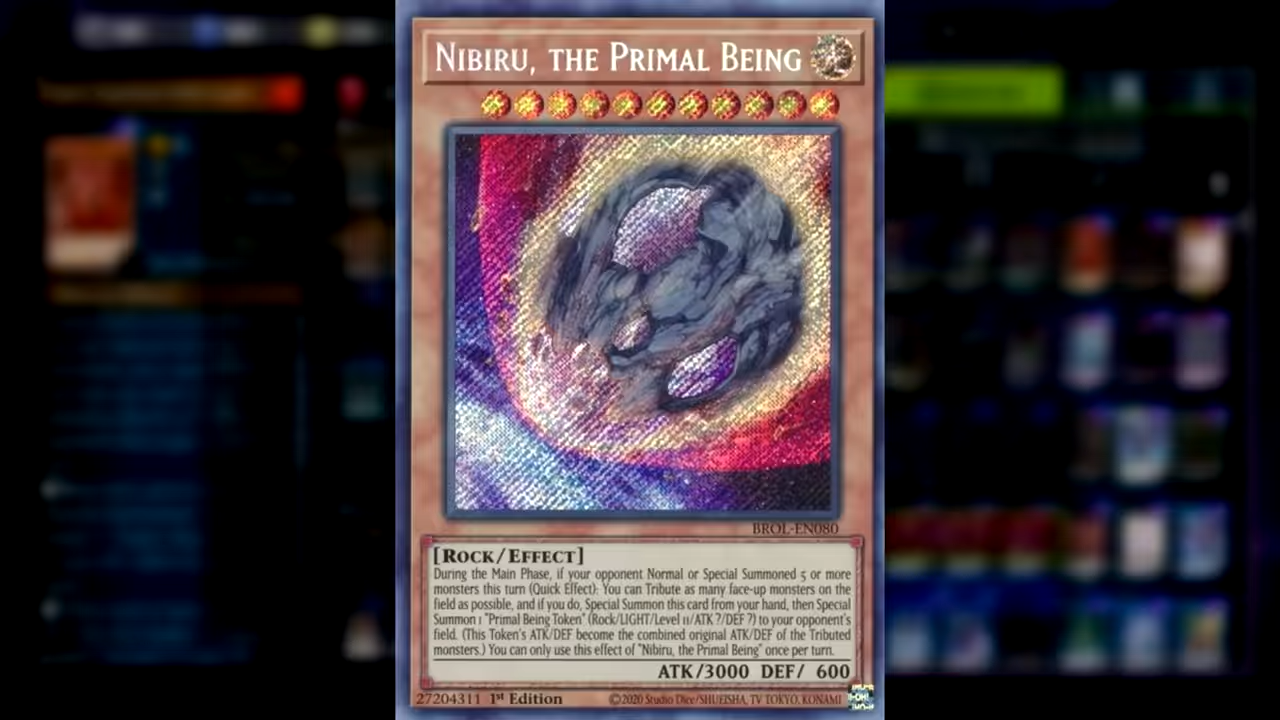 NIBIRU, THE PRIMAL BEING
BROL-EN080
[ROCK/EFFECT]
During the Main Phase, if your opponent Normal or Special Summoned 5 or more
monsters this turn (Quick Effect): You can Tribute as many face-up monsters on the
field as possible, and if you do, Special Summon this card from your hand, then Special
Summon 1 "Primal Being Token" (Rock/LIGHT/Level 11/ATK ?/DEF ?) to your opponent's
field. (This Token's ATK/DEF become the combined original ATK/DEF of the Tributed
monsters.) You can only use this effect of "Nibiru, the Primal Being" once per turn.
ATK/3000 DEF/ 600
27204311 1st Edition ©2020 Studio Dice/SHUEISHA, TV TOKYO, KONAMI